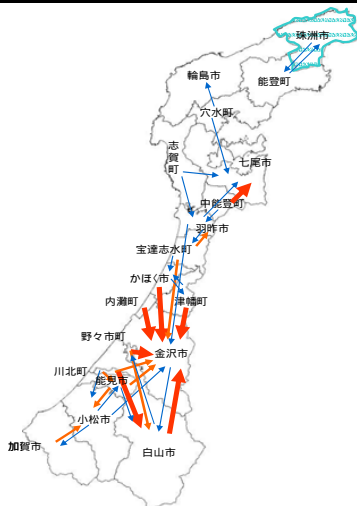 珠洲市
輪島市
能登町
穴水町
志賀町
七尾市
中能登町
羽昨市
宝達志水町
かほく市
内灘町
津幡町
野々市町
金沢市
川北町
能見市
小松市
加賀市
白山市